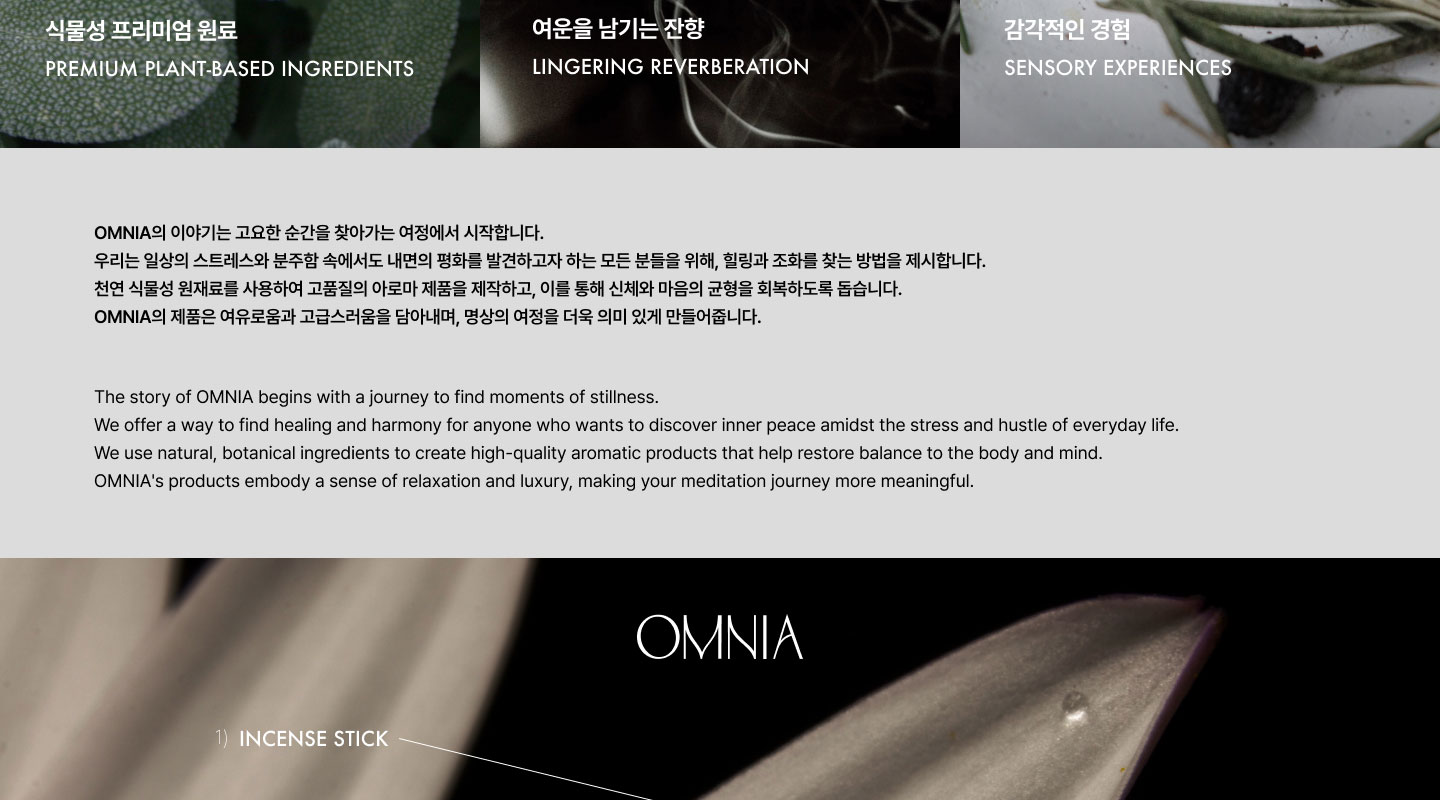 식물성 프리미엄 원료
PREMIUM PLANT-BASED INGREDIENTS
여운을 남기는 잔향
LINGERING REVERBERATION
감각적인 경험
SENSORY EXPERIENCES
OMNIA의 이야기는 고요한 순간을 찾아가는 여정에서 시작합니다.
우리는 일상의 스트레스와 분주함 속에서도 내면의 평화를 발견하고자 하는 모든 분들을 위해, 힐링과 조화를 찾는 방법을 제시합니다.
천연 식물성 원재료를 사용하여 고품질의 아로마 제품을 제작하고, 이를 통해 신체와 마음의 균형을 회복하도록 돕습니다.
OMNIA의 제품은 여유로움과 고급스러움을 담아내며, 명상의 여정을 더욱 의미 있게 만들어줍니다.
The story of OMNIA begins with a journey to find moments of stillness.
We offer a way to find healing and harmony for anyone who wants to discover inner peace amidst the stress and hustle of everyday life.
We use natural, botanical ingredients to create high-quality aromatic products that help restore balance to the body and mind.
OMNIA's products embody a sense of relaxation and luxury, making your meditation journey more meaningful.
OMNIA
1) INCENSE STICK